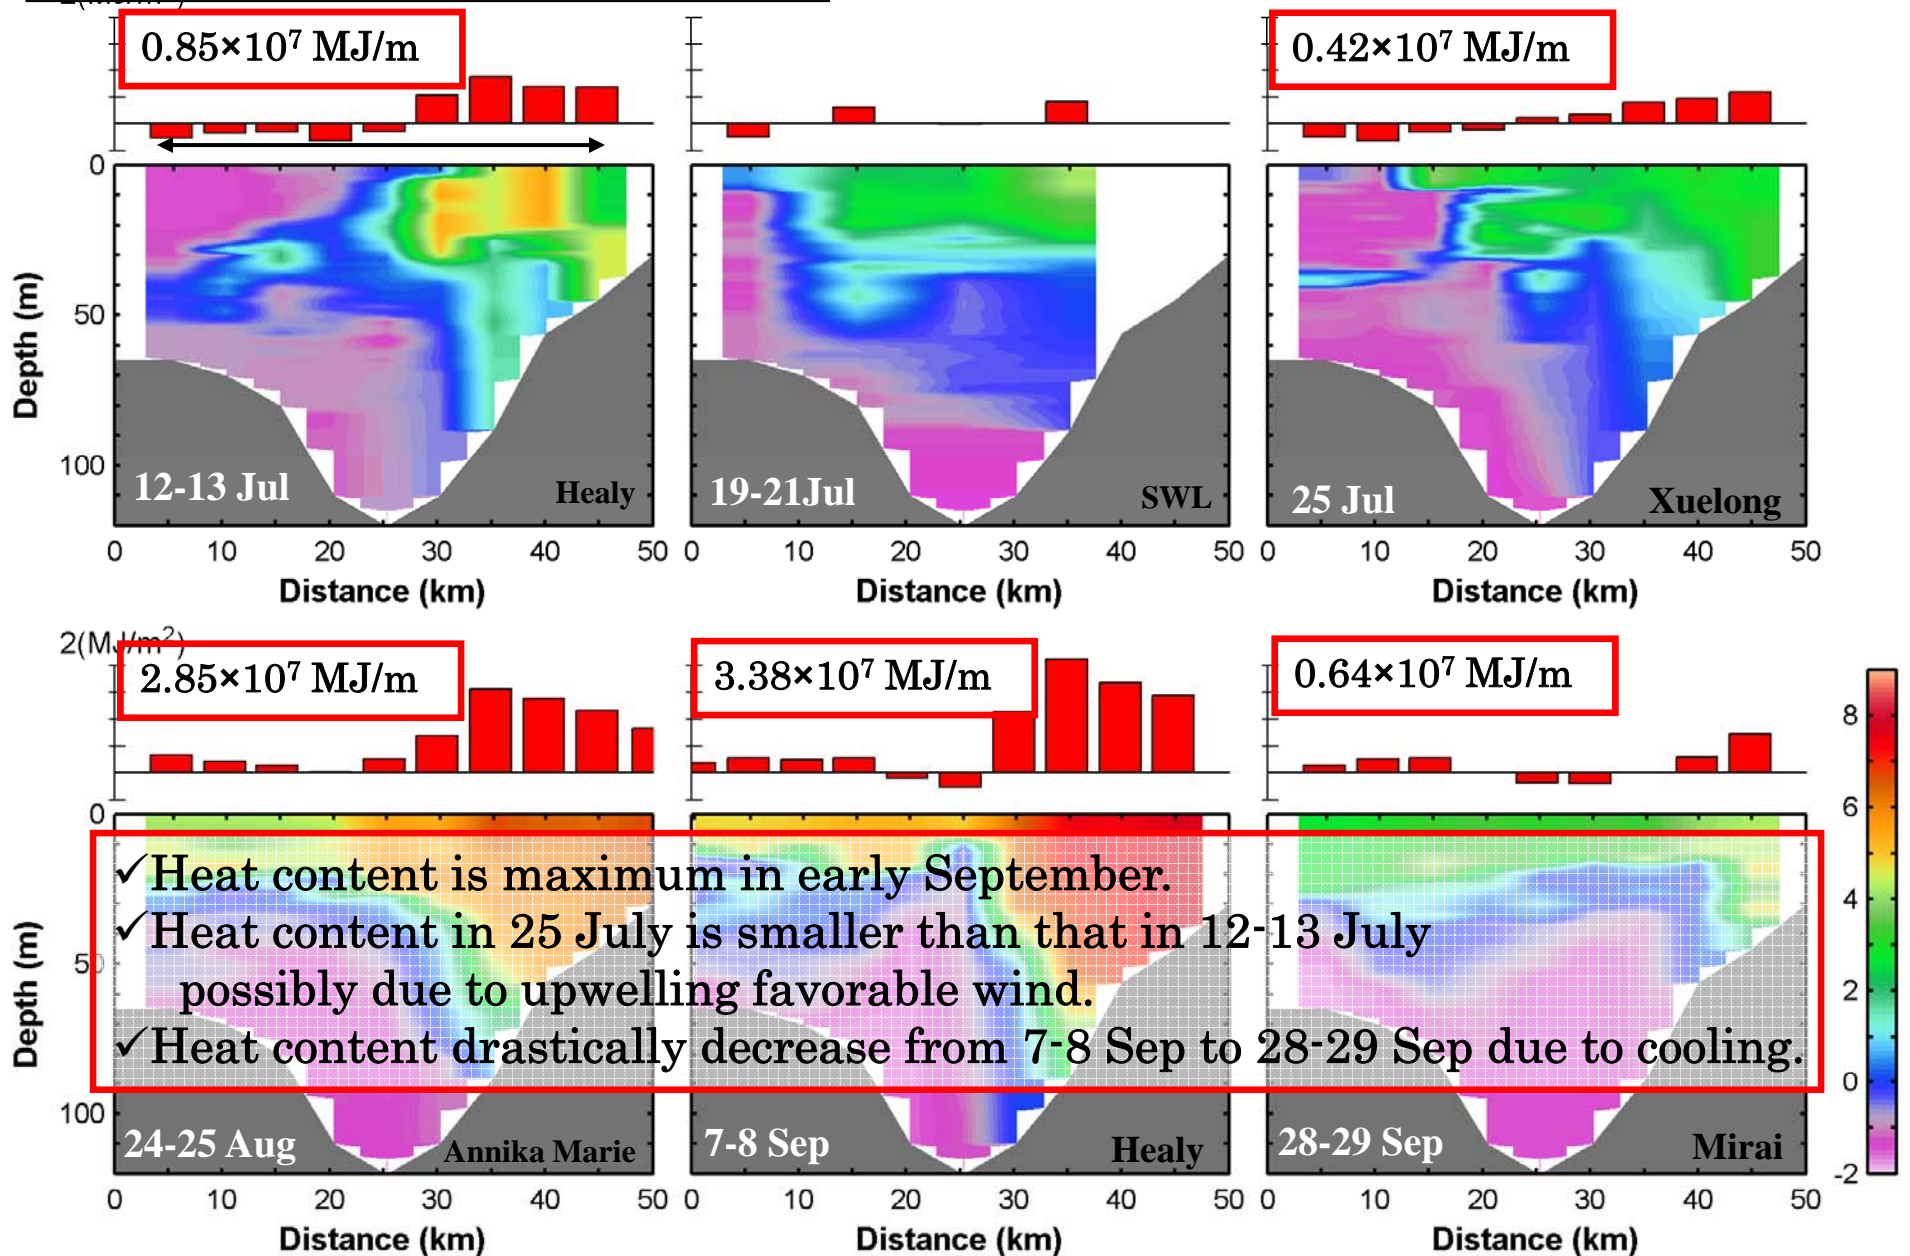 0.85×10⁷ MJ/m
0.42×10⁷ MJ/m
0
50
100
Depth (m)
12-13 Jul
Healy
19-21Jul
SWL
25 Jul
Xuelong
0 10 20 30 40 50
0 10 20 30 40 50
0 10 20 30 40 50
Distance (km)
Distance (km)
Distance (km)
2(MJ/m²)
2.85×10⁷ MJ/m
3.38×10⁷ MJ/m
0.64×10⁷ MJ/m
8
6
4
2
0
-2
0
50
100
Depth (m)
✓Heat content is maximum in early September.
✓Heat content in 25 July is smaller than that in 12-13 July
possibly due to upwelling favorable wind.
✓Heat content drastically decrease from 7-8 Sep to 28-29 Sep due to cooling.
24-25 Aug
Annika Marie
7-8 Sep
Healy
28-29 Sep
Mirai
0 10 20 30 40 50
0 10 20 30 40 50
0 10 20 30 40 50
Distance (km)
Distance (km)
Distance (km)